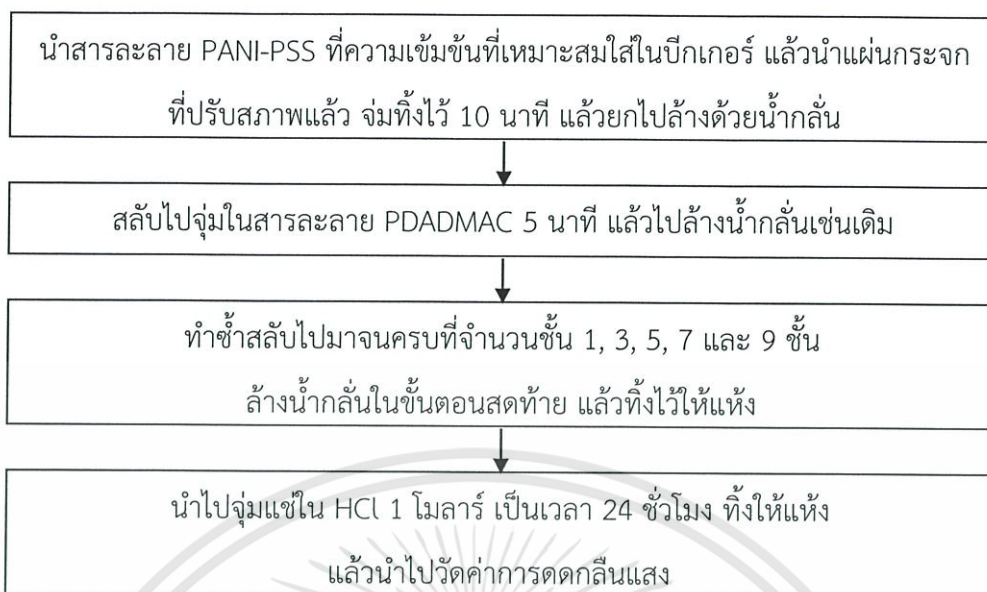 นำสารละลาย PANI-PSS ที่ความเข้มข้นที่เหมาะสมใส่ในบีกเกอร์ แล้วนำแผ่นกระจก
ที่ปรับสภาพแล้ว จุ่มทิ้งไว้ 10 นาที แล้วยกไปล้างด้วยน้ำกลั่น
สลับไปจุ่มในสารละลาย PDADMAC 5 นาที แล้วไปล้างน้ำกลั่นเช่นเดิม
ทำซ้ำสลับไปมาจนครบที่จำนวนชั้น 1, 3, 5, 7 และ 9 ชั้น
ล้างน้ำกลั่นในขั้นตอนสดท้าย แล้วทิ้งไว้ให้แห้ง
นำไปจุ่มแช่ใน HCl 1 โมลาร์ เป็นเวลา 24 ชั่วโมง ทิ้งให้แห้ง
แล้วนำไปวัดค่าการดดกลืนแสง